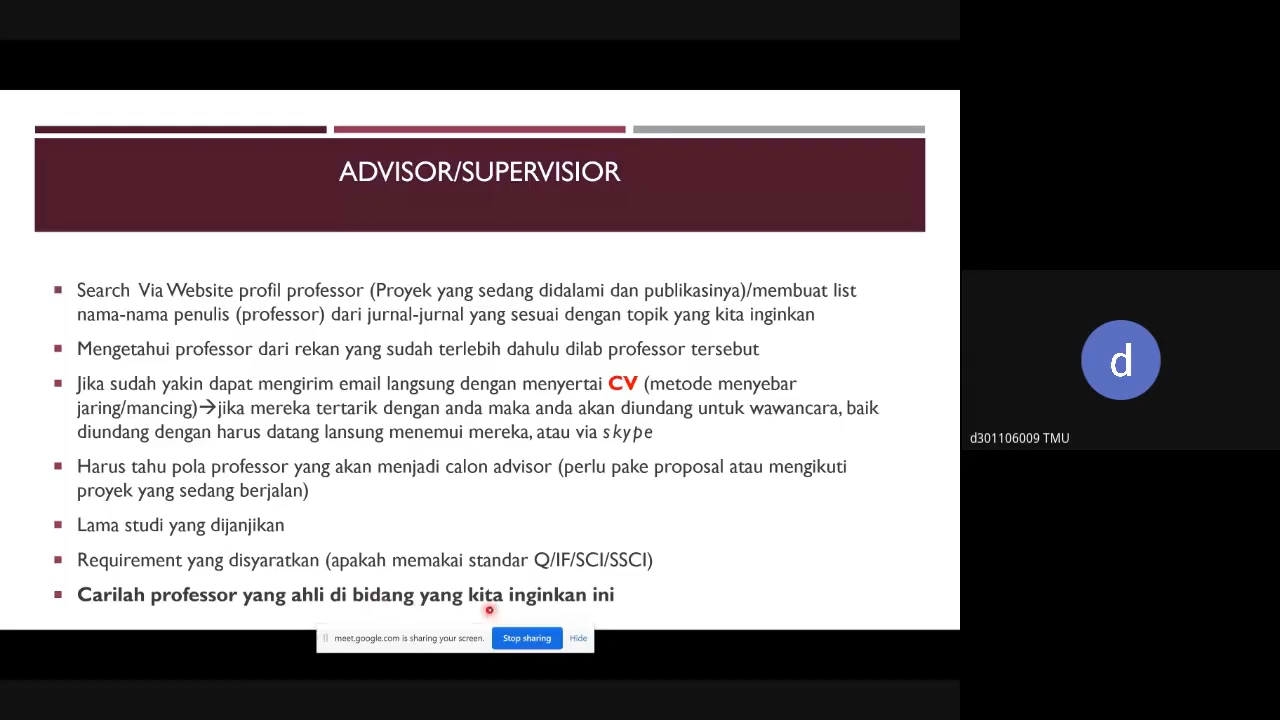 ADVISOR/SUPERVISIOR
Search Via Website profil professor (Proyek yang sedang didalami dan publikasinya)/membuat list
nama-nama penulis (professor) dari jurnal-jurnal yang sesuai dengan topik yang kita inginkan
Mengetahui professor dari rekan yang sudah terlebih dahulu dilab professor tersebut
Jika sudah yakin dapat mengirim email langsung dengan menyertai CV (metode menyebar
jaring/mancing)→jika mereka tertarik dengan anda maka anda akan diundang untuk wawancara, baik
diundang dengan harus datang lansung menemui mereka, atau via skype
Harus tahu pola professor yang akan menjadi calon advisor (perlu pake proposal atau mengikuti
proyek yang sedang berjalan)
Lama studi yang dijanjikan
Requirement yang disyaratkan (apakah memakai standar Q/IF/SCI/SSCI)
Carilah professor yang ahli di bidang yang kita inginkan ini
meet.google.com is sharing your screen. Stop sharing Hide
d
d301106009 TMU